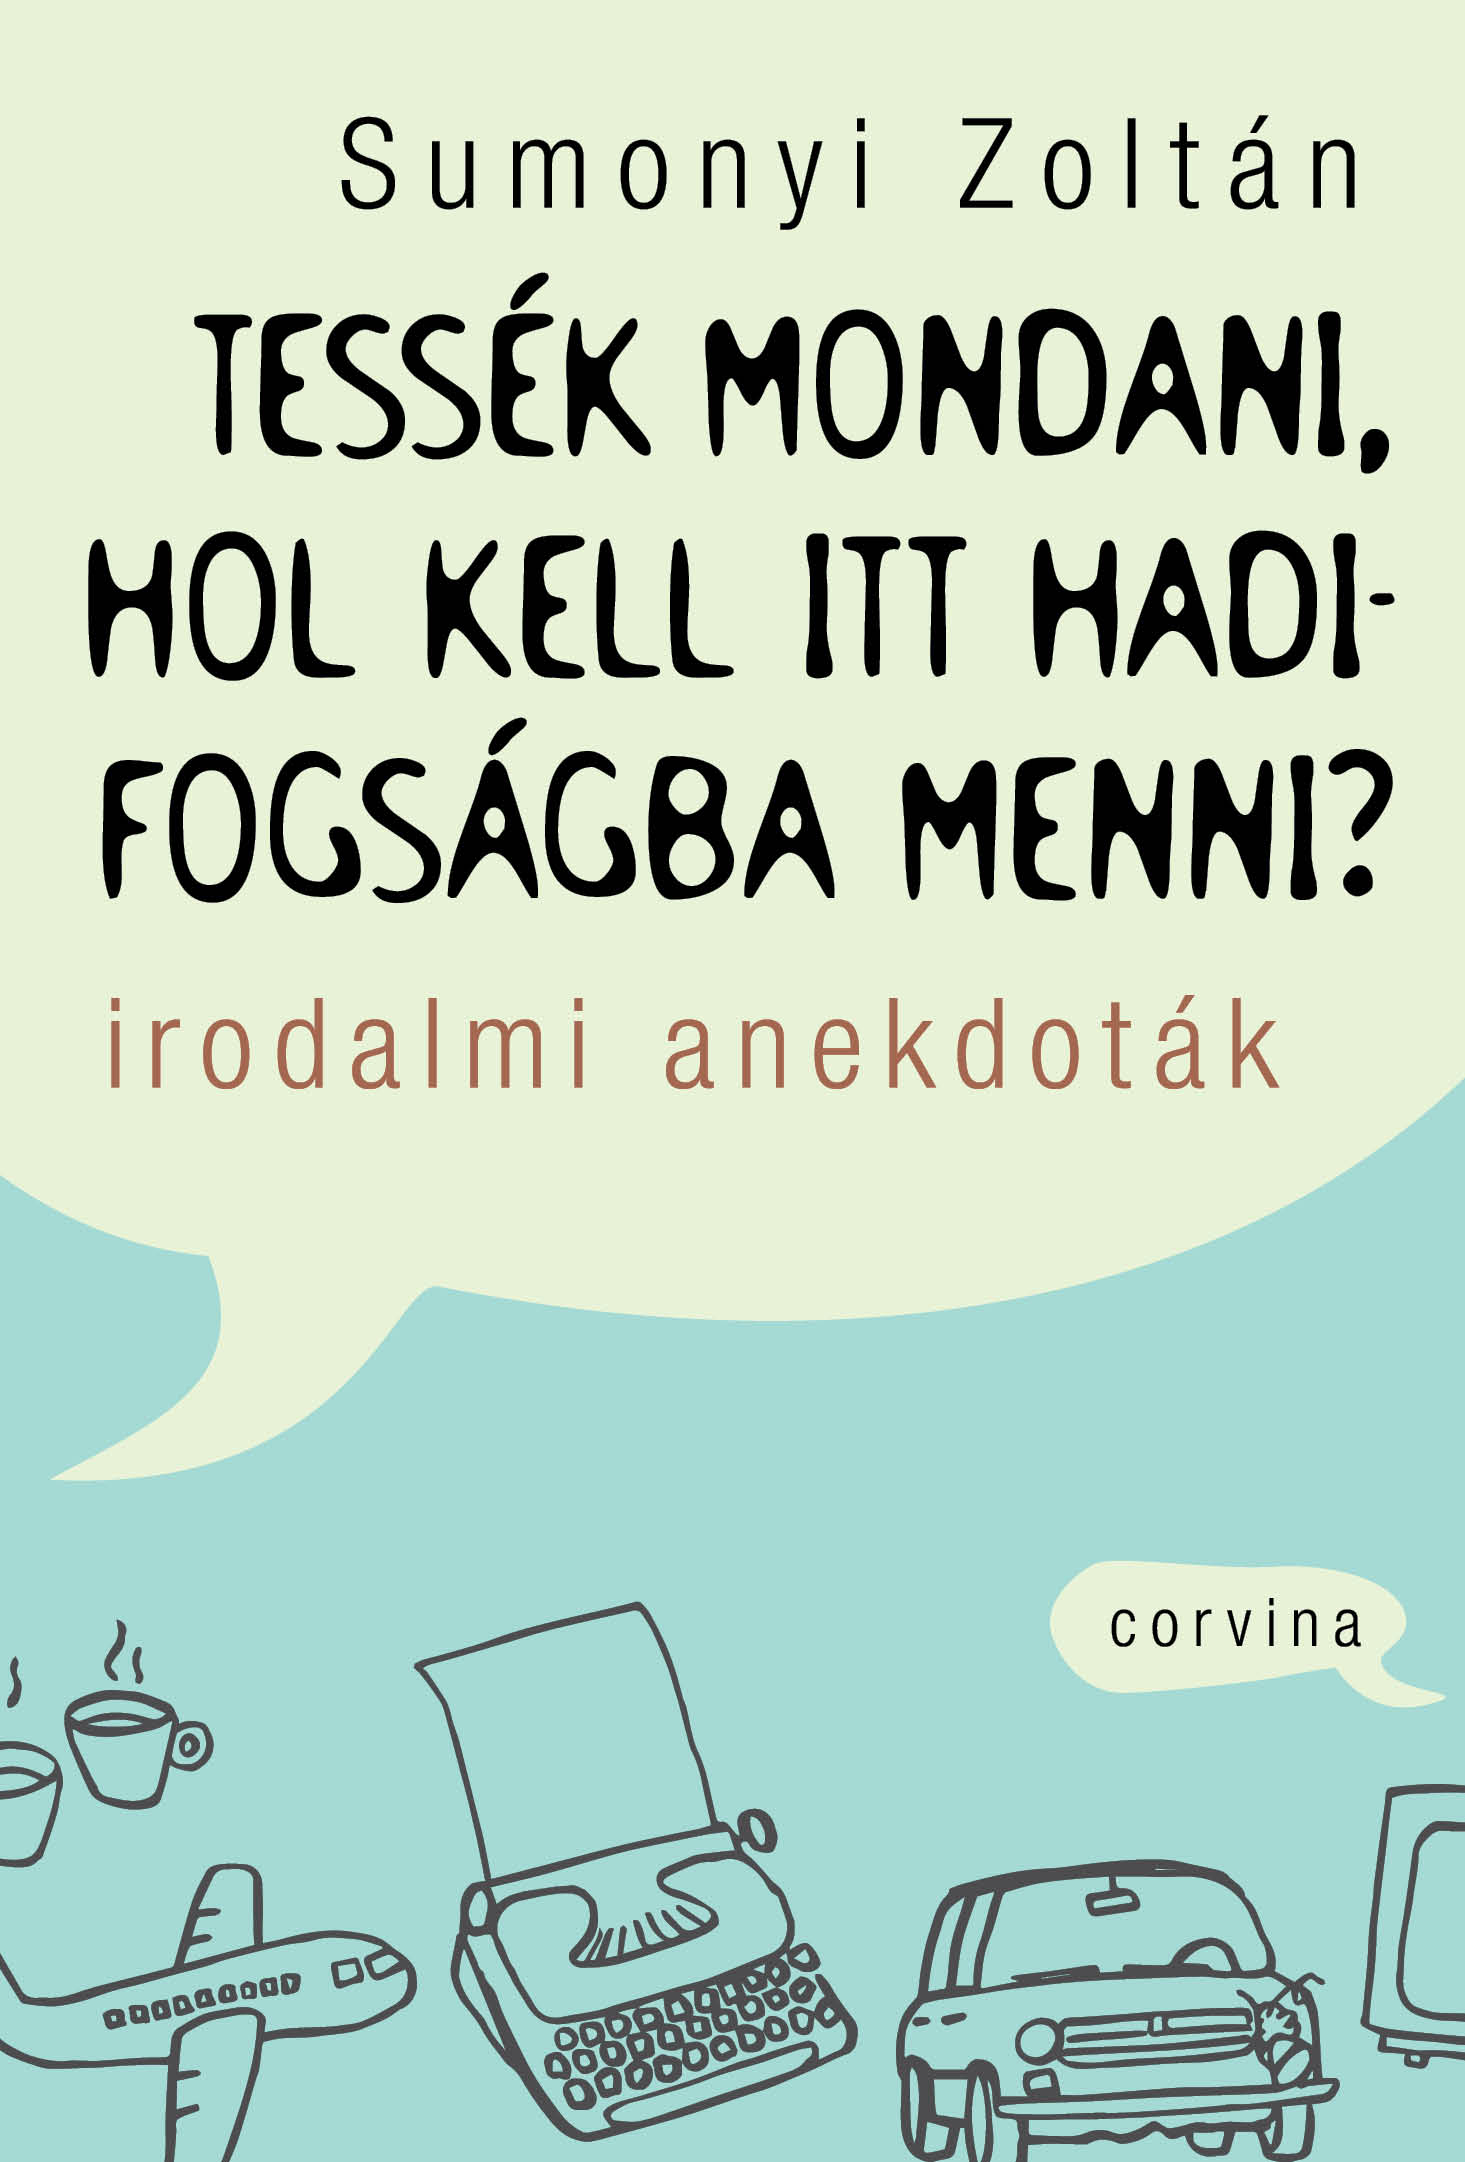 Sumonyi Zoltán
TESSÉK MONDANI,
HOL KELL ITT HADI-
FOGSÁGBA MENNI?
irodalmi anekdoták
corvina